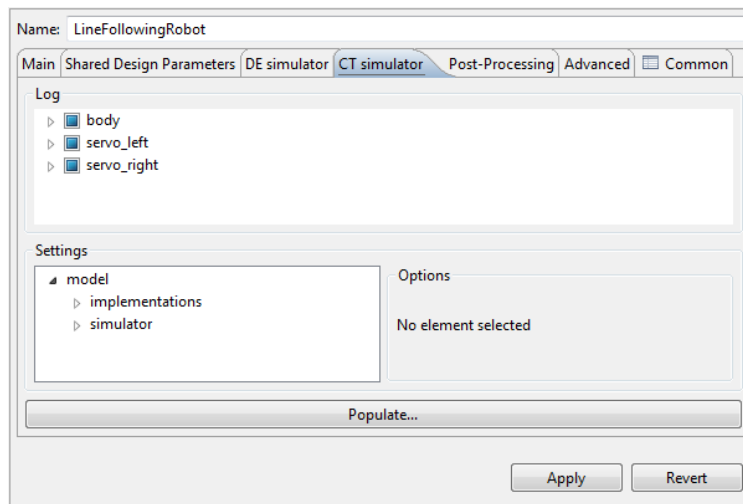 Name: LineFollowingRobot
Main Shared Design Parameters DE simulator CT simulator Post-Processing Advanced Common
Log
body
servo_left
servo_right
Settings
model
implementations
simulator
Options
No element selected
Populate...
Apply Revert